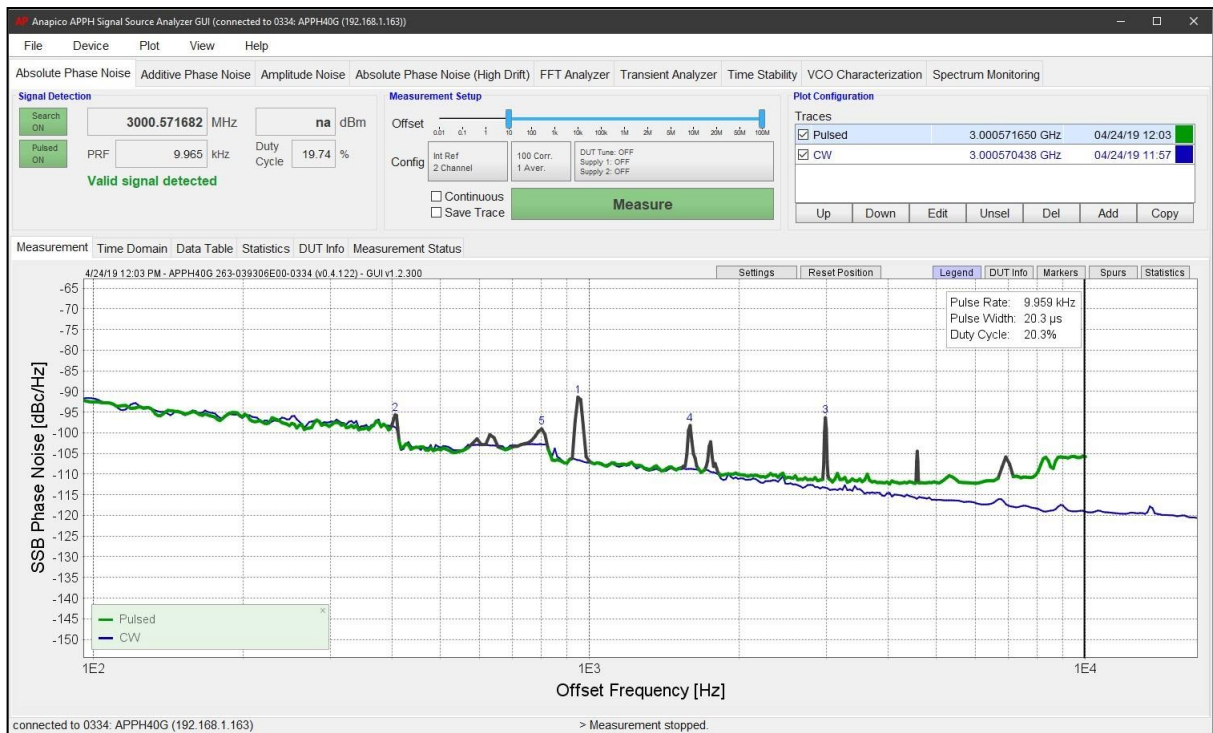 AP Anapico APPH Signal Source Analyzer GUI (connected to 0334: APPH40G (192.168.1.163))
File Device Plot View Help
Absolute Phase Noise Additive Phase Noise Amplitude Noise Absolute Phase Noise (High Drift) FFT Analyzer Transient Analyzer Time Stability VCO Characterization Spectrum Monitoring
Signal Detection
Search
ON
3000.571682 MHz
na dBm
Pulsed
ON
PRF 9.965 kHz
Duty
Cycle 19.74 %
Valid signal detected
Measurement Setup
Offset
0.01 0.1 1 10 100 1k 10k 100k 1M 2M 5M 10M 20M 50M 100M
Config
Int Ref
2 Channel
100 Corr.
1 Aver.
DUT Tune: OFF
Supply 1: OFF
Supply 2: OFF
Continuous
Save Trace
Measure
Plot Configuration
Traces
Pulsed 3.000571650 GHz 04/24/19 12:03
CW 3.000570438 GHz 04/24/19 11:57
Up Down Edit Unsel Del Add Copy
Measurement Time Domain Data Table Statistics DUT Info Measurement Status
4/24/19 12:03 PM - APPH40G 263-039306E00-0334 (v0.4.122) - GUI v1.2.300
Settings Reset Position Legend DUT Info Markers Spurs Statistics
Pulse Rate: 9.959 kHz
Pulse Width: 20.3 µs
Duty Cycle: 20.3%
SSB Phase Noise [dBc/Hz]
-65
-70
-75
-80
-85
-90
-95
-100
-105
-110
-115
-120
-125
-130
-135
-140
-145
-150
2
5
1
4
3
Pulsed
CW
1E2 1E3 1E4
Offset Frequency [Hz]
connected to 0334: APPH40G (192.168.1.163)
> Measurement stopped.